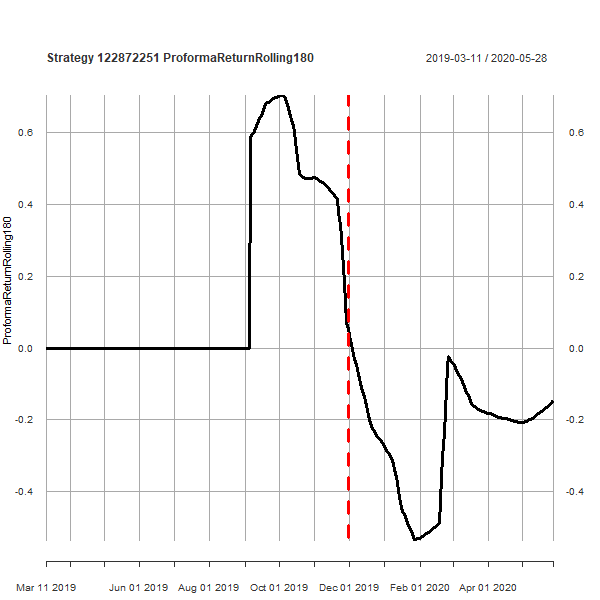 Strategy 122872251 ProformaReturnRolling180
2019-03-11 / 2020-05-28
ProformaReturnRolling180
0.6 0.6
0.4 0.4
0.2 0.2
0.0 0.0
-0.2 -0.2
-0.4 -0.4
Mar 11 2019 Jun 01 2019 Aug 01 2019 Oct 01 2019 Dec 01 2019 Feb 01 2020 Apr 01 2020